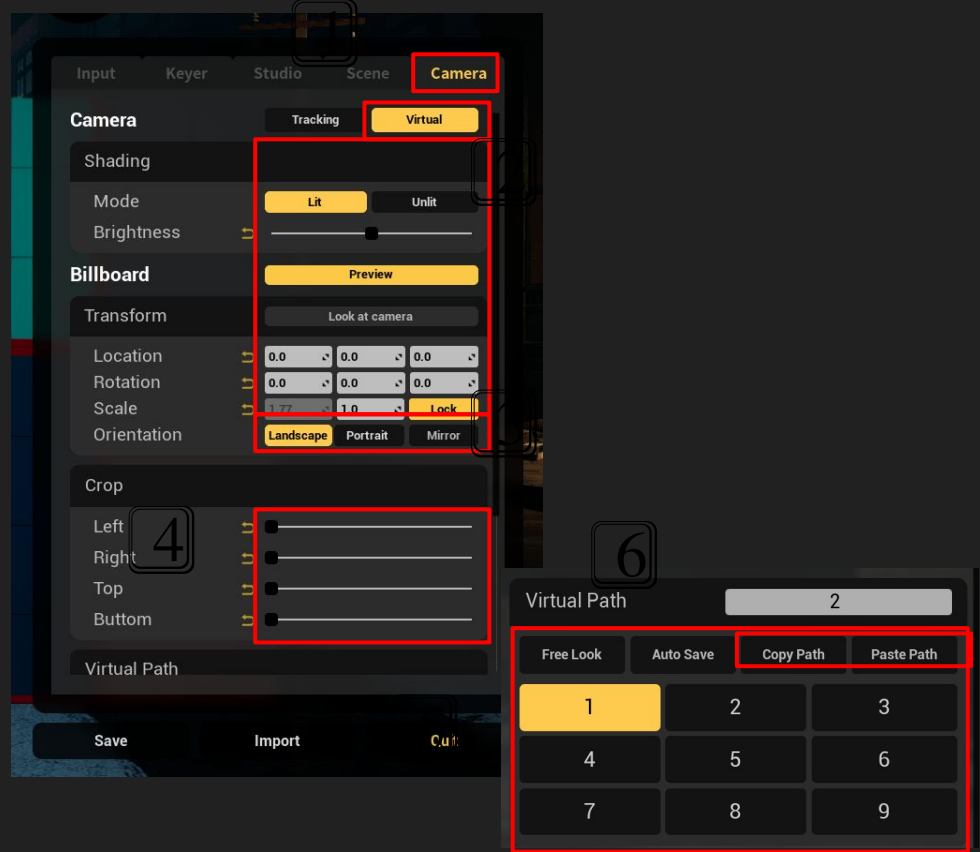 1
Input Keyer Studio Scene Camera
Camera Tracking Virtual
Shading
Mode Lit Unlit
Brightness
Billboard Preview
Transform Look at camera
Location 0.0 0.0 0.0
Rotation 0.0 0.0 0.0
Scale 1.77 1.0 Lock
Orientation Landscape Portrait Mirror
Crop
Left
4
Right
Top
Buttom
Virtual Path
Save Import Quit
6
Virtual Path 2
Free Look Auto Save Copy Path Paste Path
1 2 3
4 5 6
7 8 9